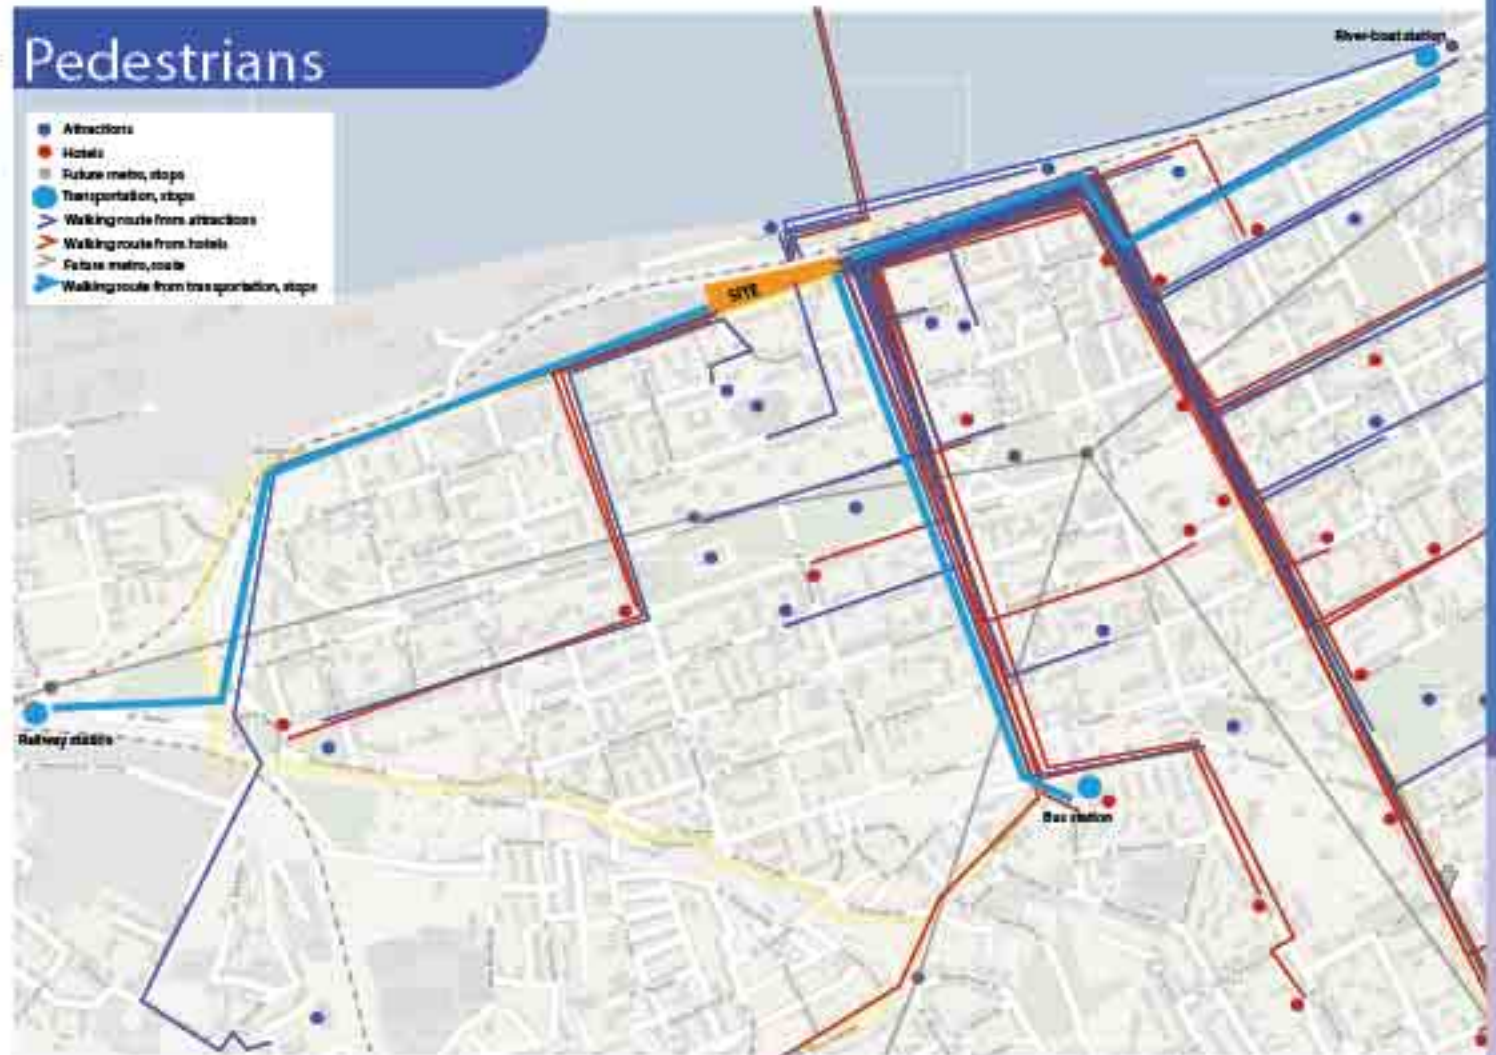 Pedestrians
Attractions
Hotels
Future metro, stops
Transportation, stops
Walking route from attractions
Walking route from hotels
Future metro, route
Walking route from transportation, stops
River-boat station
SITE
Railway station
Bus station